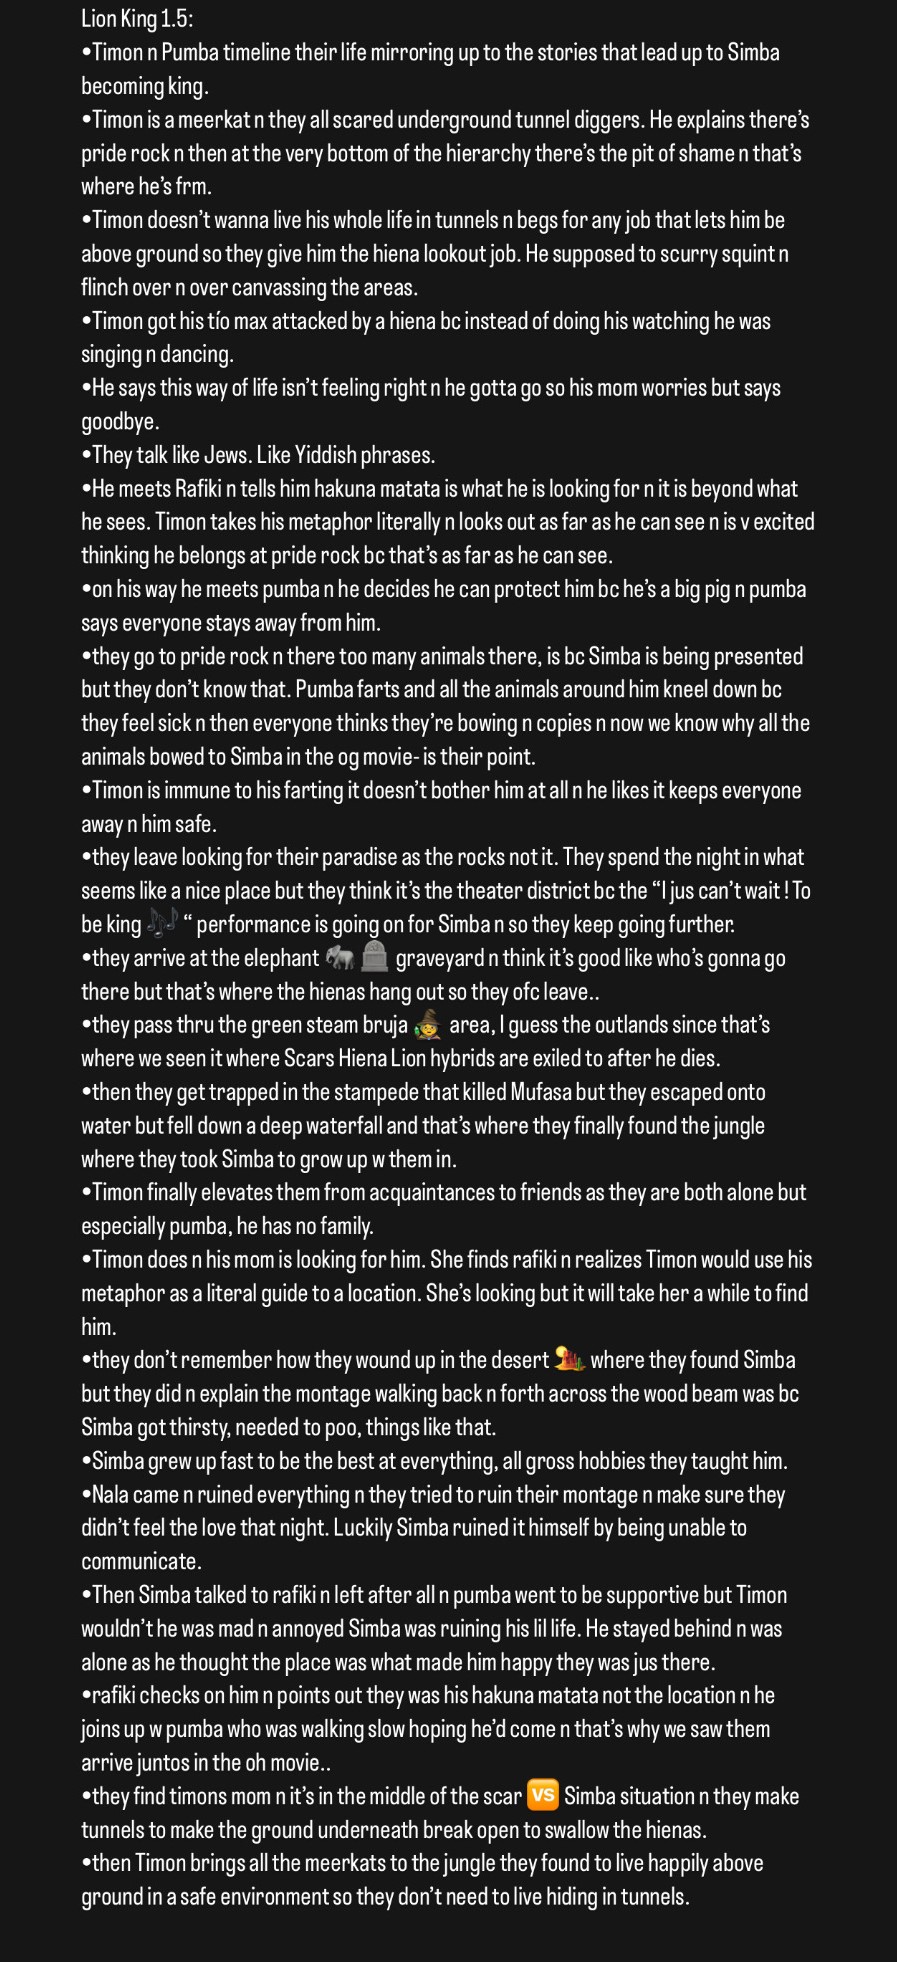 Lion King 1.5:
•Timon n Pumba timeline their life mirroring up to the stories that lead up to Simba
becoming king.
•Timon is a meerkat n they all scared underground tunnel diggers. He explains there’s
pride rock n then at the very bottom of the hierarchy there’s the pit of shame n that’s
where he’s frm.
•Timon doesn’t wanna live his whole life in tunnels n begs for any job that lets him be
above ground so they give him the hiena lookout job. He supposed to scurry squint n
flinch over n over canvassing the areas.
•Timon got his tío max attacked by a hiena bc instead of doing his watching he was
singing n dancing.
•He says this way of life isn’t feeling right n he gotta go so his mom worries but says
goodbye.
•They talk like Jews. Like Yiddish phrases.
•He meets Rafiki n tells him hakuna matata is what he is looking for n it is beyond what
he sees. Timon takes his metaphor literally n looks out as far as he can see n is v excited
thinking he belongs at pride rock bc that’s as far as he can see.
•on his way he meets pumba n he decides he can protect him bc he’s a big pig n pumba
says everyone stays away from him.
•they go to pride rock n there too many animals there, is bc Simba is being presented
but they don’t know that. Pumba farts and all the animals around him kneel down bc
they feel sick n then everyone thinks they’re bowing n copies n now we know why all the
animals bowed to Simba in the og movie- is their point.
•Timon is immune to his farting it doesn’t bother him at all n he likes it keeps everyone
away n him safe.
•they leave looking for their paradise as the rocks not it. They spend the night in what
seems like a nice place but they think it’s the theater district bc the “I jus can’t wait ! To
be king 🎶 “ performance is going on for Simba n so they keep going further.
•they arrive at the elephant 🐘 🪦 graveyard n think it’s good like who’s gonna go
there but that’s where the hienas hang out so they ofc leave..
•they pass thru the green steam bruja 🧙‍♀️ area, I guess the outlands since that’s
where we seen it where Scars Hiena Lion hybrids are exiled to after he dies.
•then they get trapped in the stampede that killed Mufasa but they escaped onto
water but fell down a deep waterfall and that’s where they finally found the jungle
where they took Simba to grow up w them in.
•Timon finally elevates them from acquaintances to friends as they are both alone but
especially pumba, he has no family.
•Timon does n his mom is looking for him. She finds rafiki n realizes Timon would use his
metaphor as a literal guide to a location. She’s looking but it will take her a while to find
him.
•they don’t remember how they wound up in the desert 🏜️ where they found Simba
but they did n explain the montage walking back n forth across the wood beam was bc
Simba got thirsty, needed to poo, things like that.
•Simba grew up fast to be the best at everything, all gross hobbies they taught him.
•Nala came n ruined everything n they tried to ruin their montage n make sure they
didn’t feel the love that night. Luckily Simba ruined it himself by being unable to
communicate.
•Then Simba talked to rafiki n left after all n pumba went to be supportive but Timon
wouldn’t he was mad n annoyed Simba was ruining his lil life. He stayed behind n was
alone as he thought the place was what made him happy they was jus there.
•rafiki checks on him n points out they was his hakuna matata not the location n he
joins up w pumba who was walking slow hoping he’d come n that’s why we saw them
arrive juntos in the oh movie..
•they find timons mom n it’s in the middle of the scar 🆚 Simba situation n they make
tunnels to make the ground underneath break open to swallow the hienas.
•then Timon brings all the meerkats to the jungle they found to live happily above
ground in a safe environment so they don’t need to live hiding in tunnels.